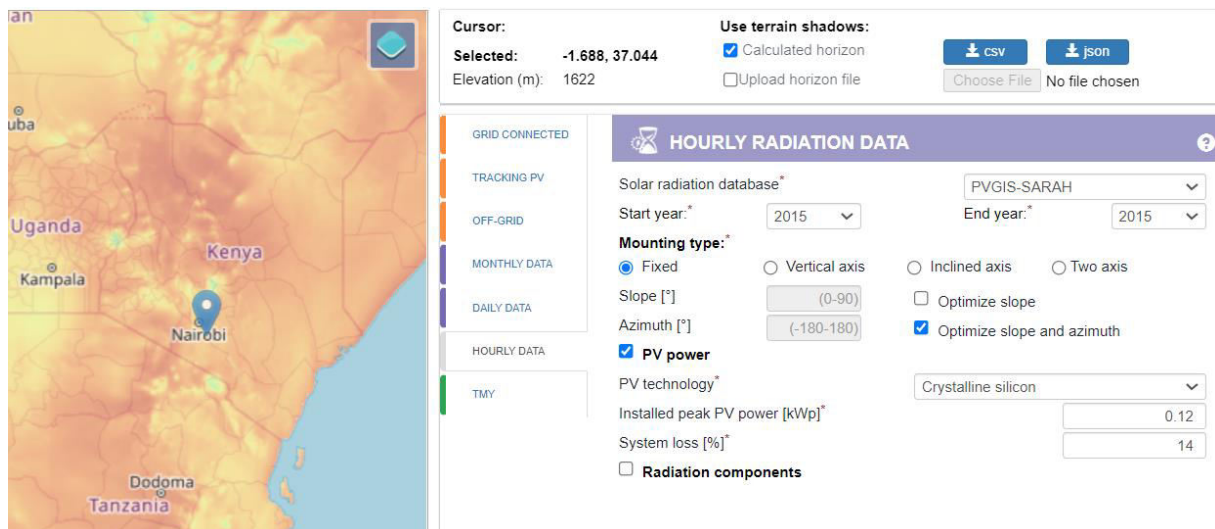 an
uba
Uganda
Kampala
Kenya
Nairobi
Dodoma
Tanzania
Cursor:
Selected: -1.688, 37.044
Elevation (m): 1622
Use terrain shadows:
Calculated horizon
Upload horizon file
csv json
Choose File No file chosen
GRID CONNECTED
TRACKING PV
OFF-GRID
MONTHLY DATA
DAILY DATA
HOURLY DATA
TMY
HOURLY RADIATION DATA ?
Solar radiation database* PVGIS-SARAH
Start year:* 2015 End year:* 2015
Mounting type:*
Fixed Vertical axis Inclined axis Two axis
Slope [°] (0-90) Optimize slope
Azimuth [°] (-180-180) Optimize slope and azimuth
PV power
PV technology* Crystalline silicon
Installed peak PV power [kWp]* 0.12
System loss [%]* 14
Radiation components